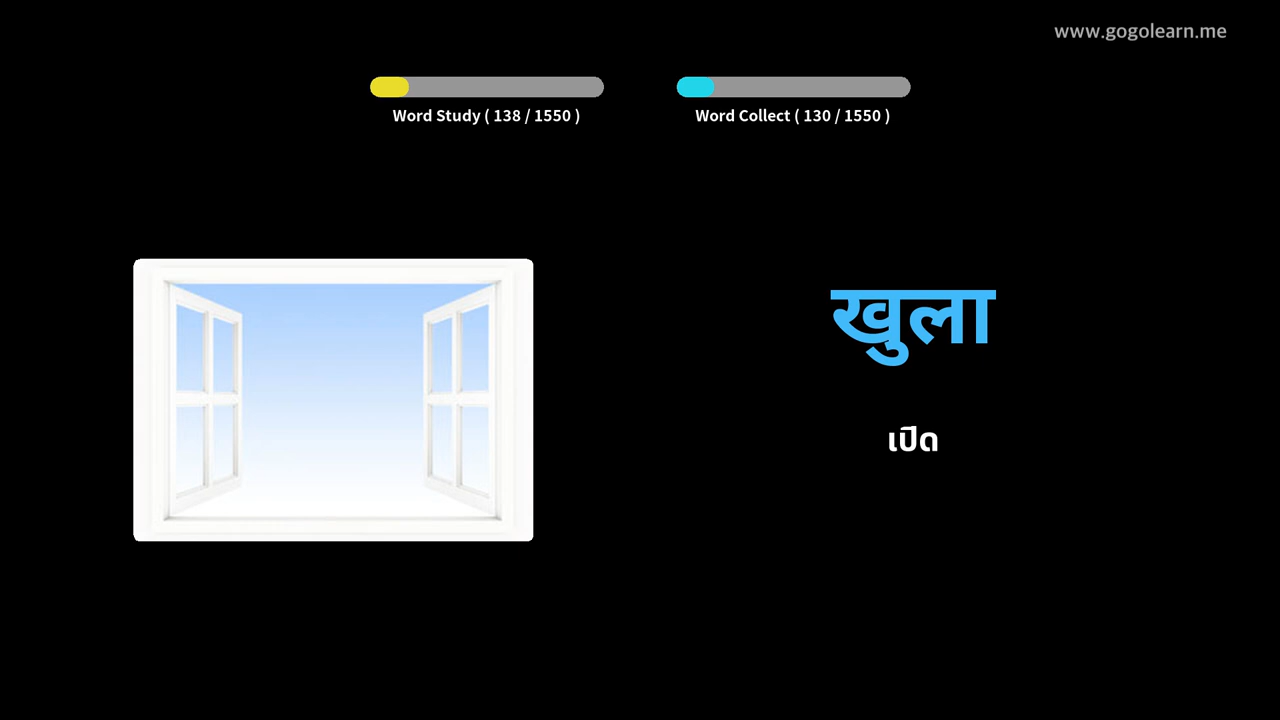 www.gogolearn.me
Word Study ( 138 / 1550 )
Word Collect ( 130 / 1550 )
खुला
เปิด